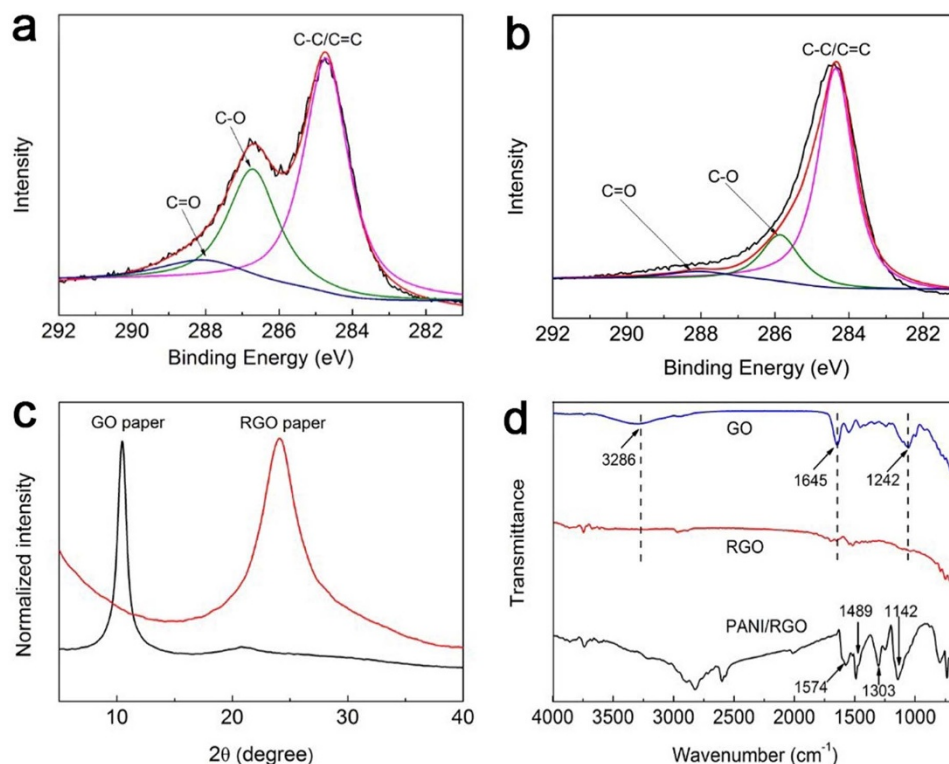 a
C-C/C=C
C-O
C=O
Intensity
292 290 288 286 284 282
Binding Energy (eV)
b
C-C/C=C
C-O
C=O
Intensity
292 290 288 286 284 282
Binding Energy (eV)
c
GO paper
RGO paper
Normalized intensity
10 20 30 40
2θ (degree)
d
GO
3286
1645
1242
RGO
PANI/RGO
1489
1142
1574
1303
Transmittance
4000 3500 3000 2500 2000 1500 1000
Wavenumber (cm⁻¹)